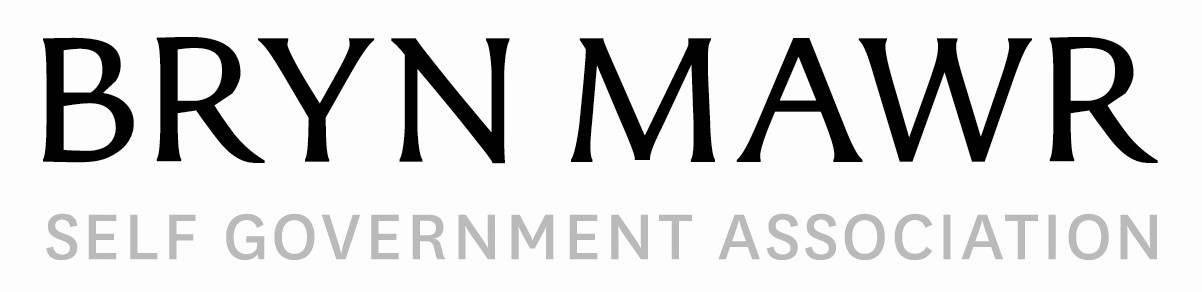 BRYN MAWR
SELF GOVERNMENT ASSOCIATION